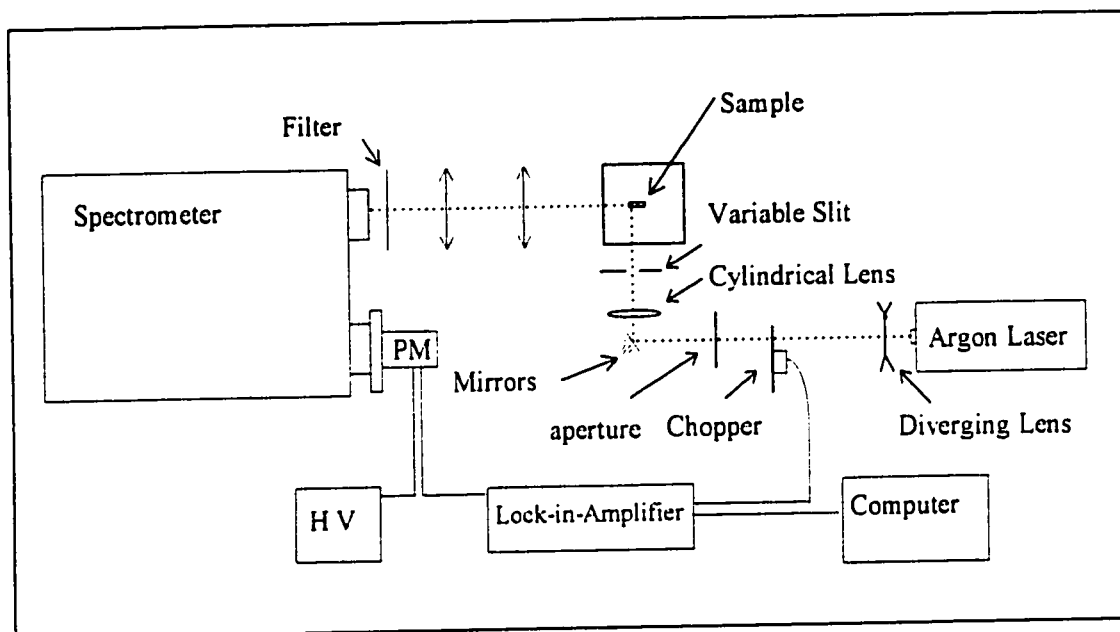 Sample
Filter
Spectrometer
Variable Slit
Cylindrical Lens
PM
Argon Laser
Mirrors
aperture
Chopper
Diverging Lens
H V
Lock-in-Amplifier
Computer